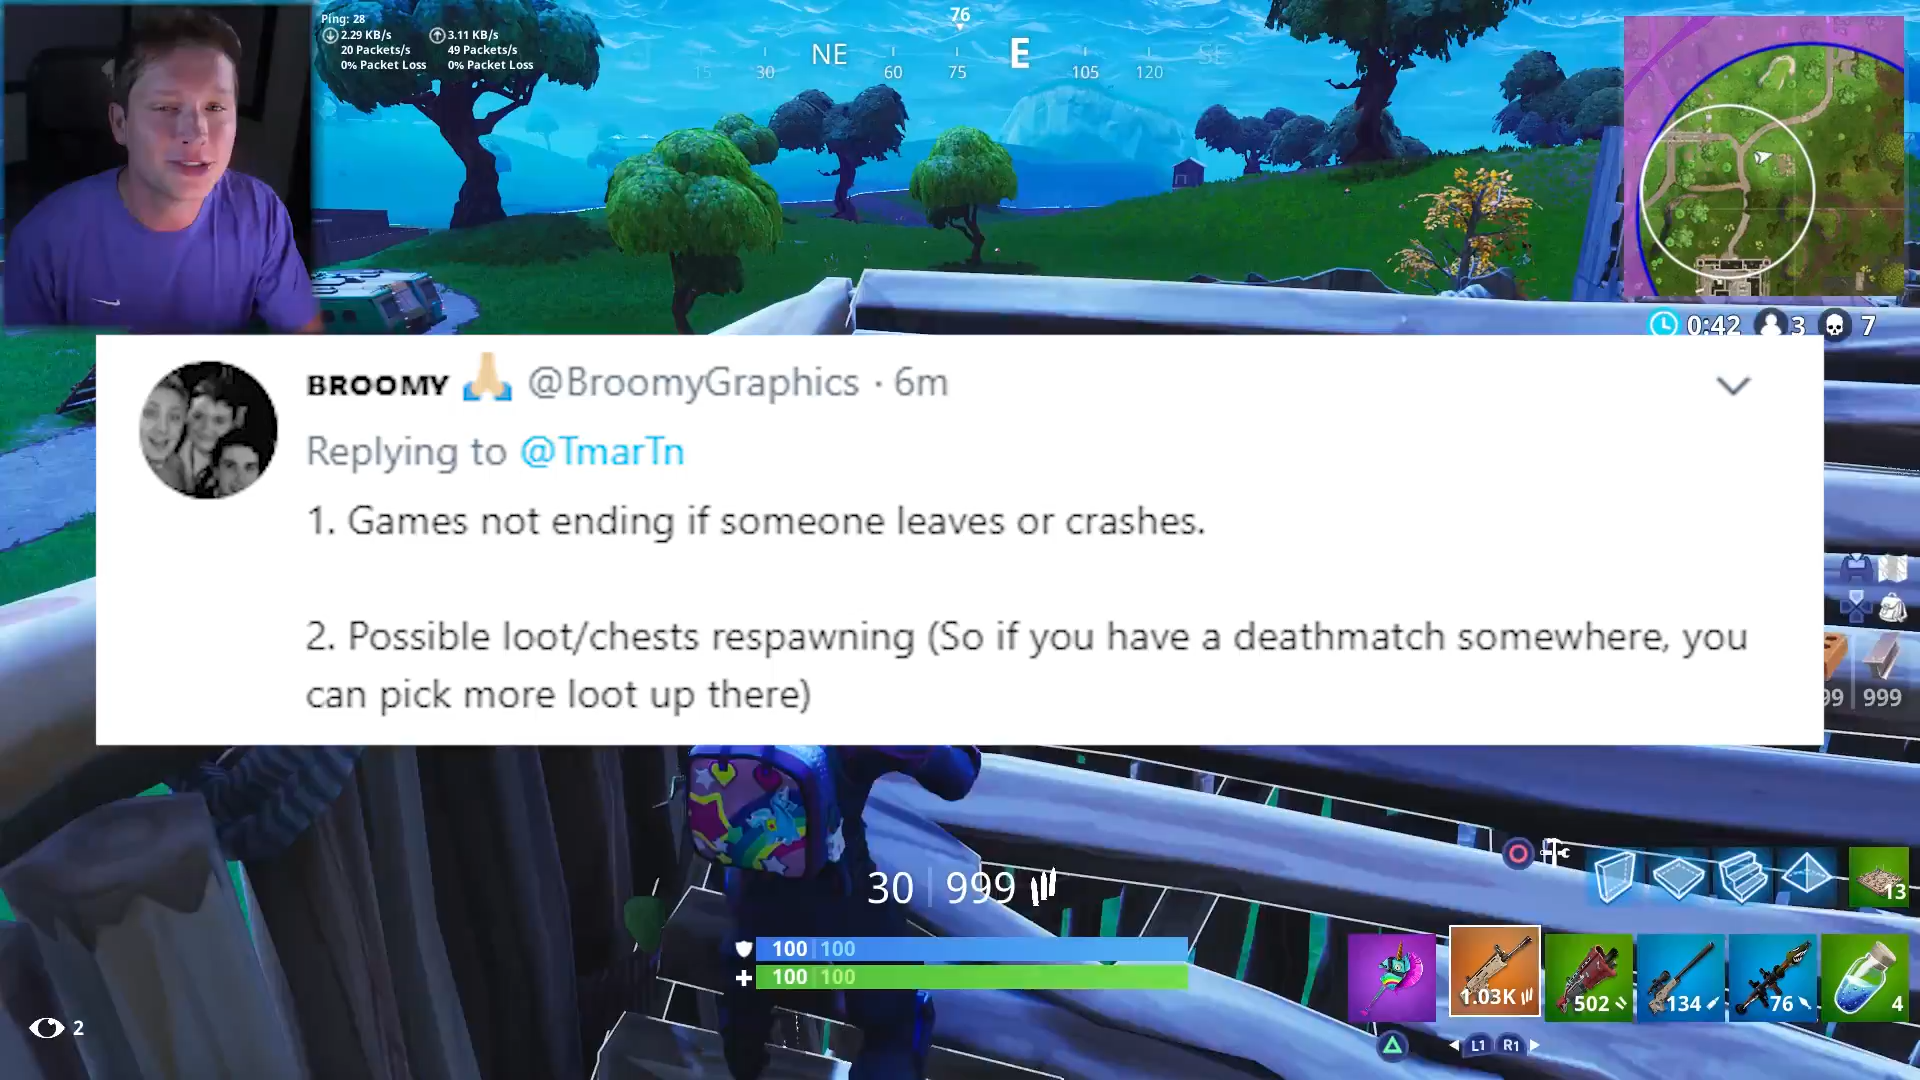 Ping: 28
2.29 KB/s 3.11 KB/s
20 Packets/s 49 Packets/s
0% Packet Loss 0% Packet Loss
76
15 30 NE 60 75 E 105 120 SE
0:42 3 7
BROOMY 🙏🏼 @BroomyGraphics · 6m
Replying to @TmarTn
1. Games not ending if someone leaves or crashes.
2. Possible loot/chests respawning (So if you have a deathmatch somewhere, you
can pick more loot up there)
99 | 999
30 | 999
13
100 | 100
100 | 100
1.03K 502 134 76 4
L1 R1
2